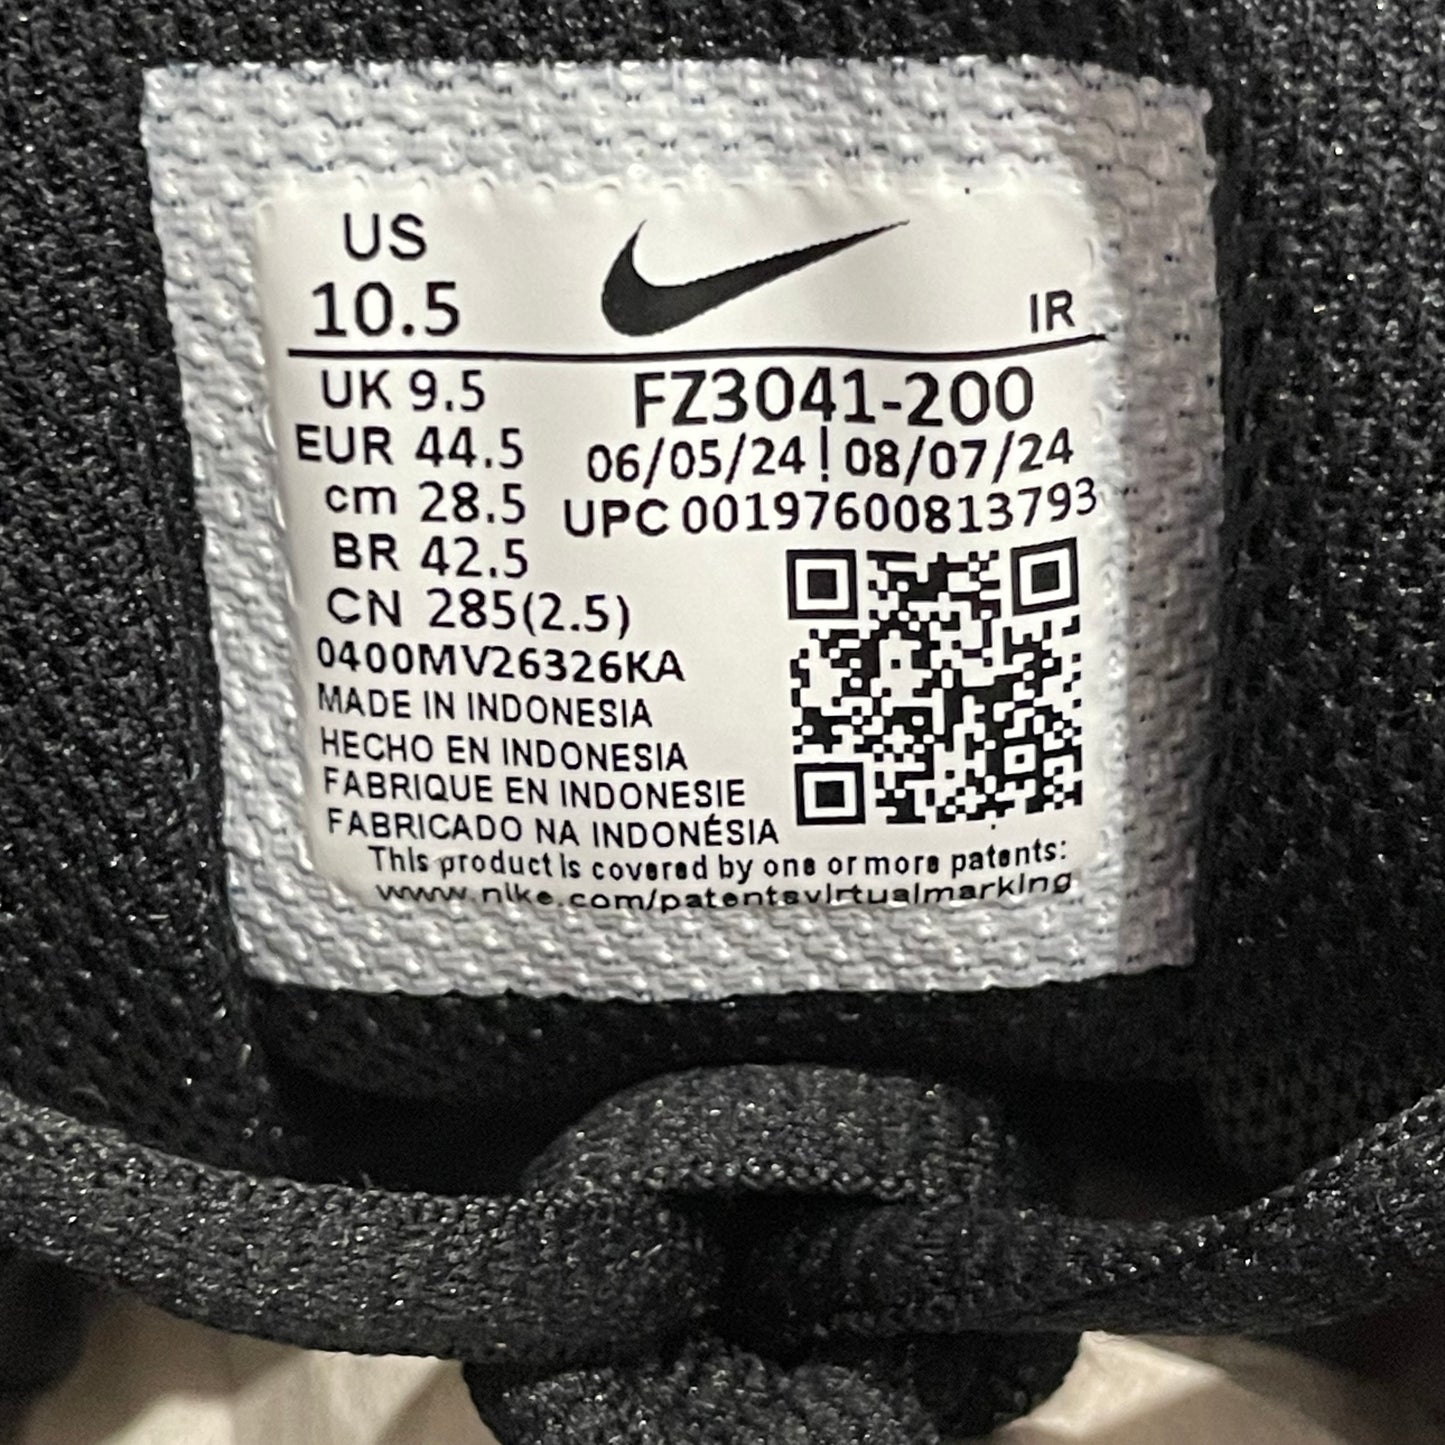 US
10.5
IR
UK 9.5
FZ3041-200
EUR 44.5
06/05/24 | 08/07/24
cm 28.5
UPC 00197600813793
BR 42.5
CN 285(2.5)
0400MV26326KA
MADE IN INDONESIA
HECHO EN INDONESIA
FABRIQUE EN INDONESIE
FABRICADO NA INDONÉSIA
This product is covered by one or more patents:
www.nike.com/patentsvirtualmarking